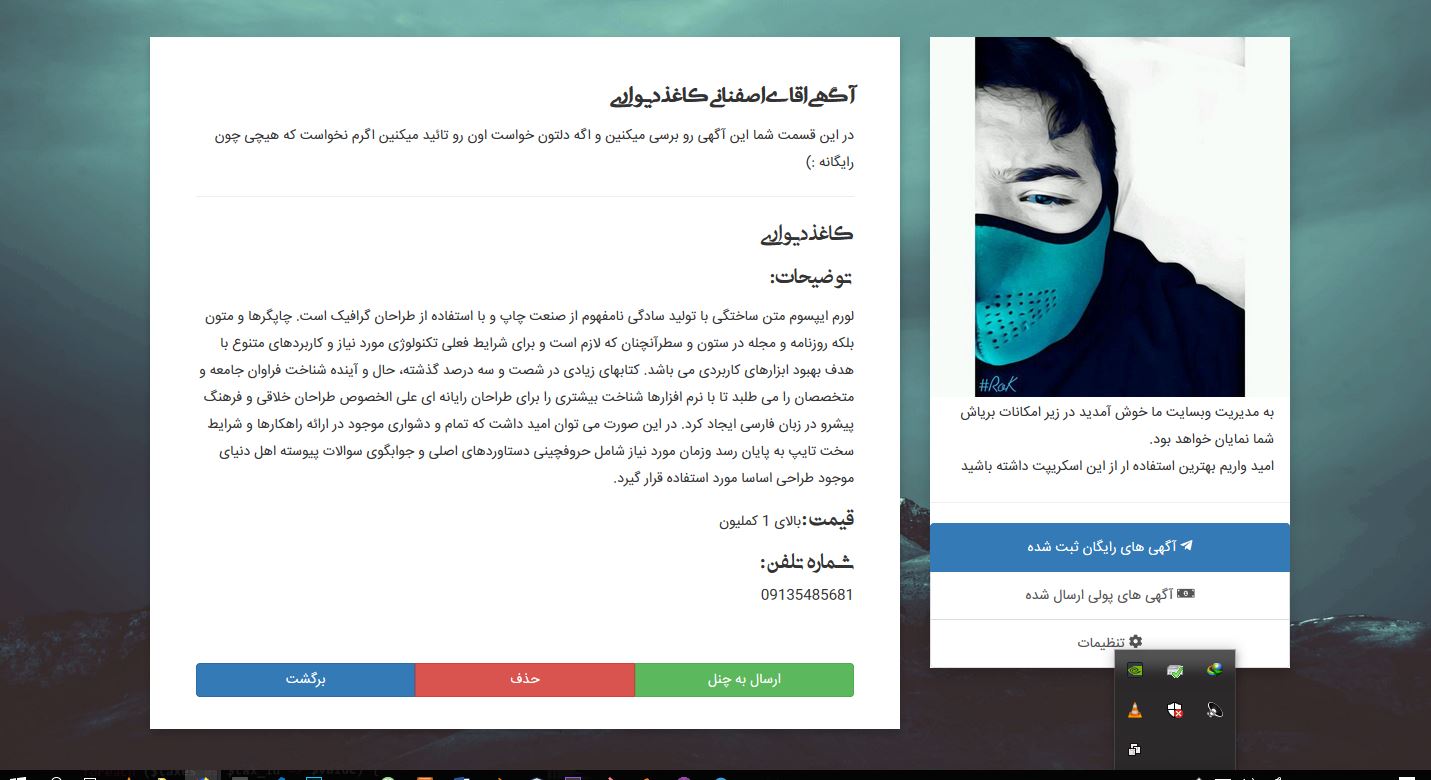 آگهی اقای اصفنانی کاغذ دیواری
در این قسمت شما این آگهی رو برسی میکنین و اگه دلتون خواست اون رو تائید میکنین اگرم نخواست که هیچی چون
رایگانه :)
کاغذ دیواری
توضیحات:
لورم ایپسوم متن ساختگی با تولید سادگی نامفهوم از صنعت چاپ و با استفاده از طراحان گرافیک است. چاپگرها و متون
بلکه روزنامه و مجله در ستون و سطرآنچنان که لازم است و برای شرایط فعلی تکنولوژی مورد نیاز و کاربردهای متنوع با
هدف بهبود ابزارهای کاربردی می باشد. کتابهای زیادی در شصت و سه درصد گذشته، حال و آینده شناخت فراوان جامعه و
متخصصان را می طلبد تا با نرم افزارها شناخت بیشتری را برای طراحان رایانه ای علی الخصوص طراحان خلاقی و فرهنگ
پیشرو در زبان فارسی ایجاد کرد. در این صورت می توان امید داشت که تمام و دشواری موجود در ارائه راهکارها و شرایط
سخت تایپ به پایان رسد وزمان مورد نیاز شامل حروفچینی دستاوردهای اصلی و جوابگوی سوالات پیوسته اهل دنیای
موجود طراحی اساسا مورد استفاده قرار گیرد.
قیمت: بالای 1 کملیون
شماره تلفن:
09135485681
ارسال به چنل
حذف
برگشت
#RaK
به مدیریت وبسایت ما خوش آمدید در زیر امکانات بریاش
شما نمایان خواهد بود.
امید واریم بهترین استفاده ار از این اسکریپت داشته باشید
آگهی های رایگان ثبت شده
آگهی های پولی ارسال شده
تنظیمات